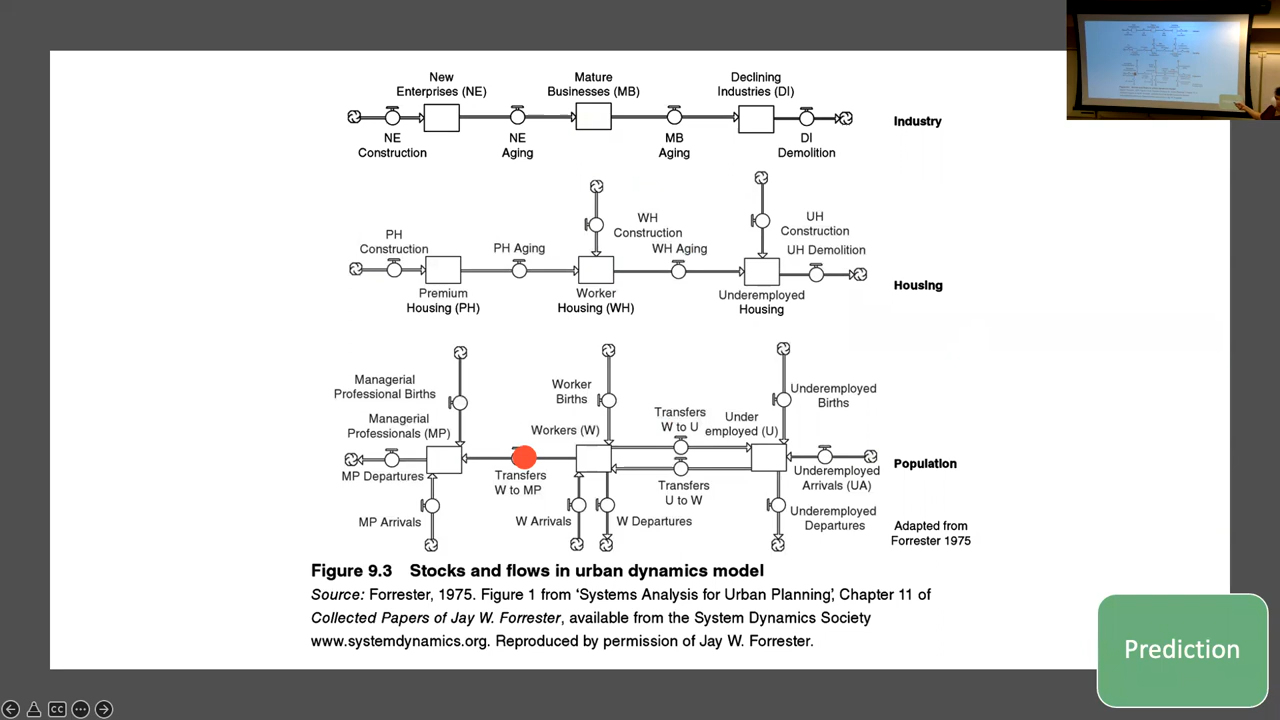 New
Enterprises (NE)
Mature
Businesses (MB)
Declining
Industries (DI)
NE
Construction
NE
Aging
MB
Aging
DI
Demolition
Industry
PH
Construction
PH Aging
WH
Construction
WH Aging
UH
Construction
UH Demolition
Premium
Housing (PH)
Worker
Housing (WH)
Underemployed
Housing
Housing
Managerial
Professional Births
Managerial
Professionals (MP)
MP Departures
MP Arrivals
Transfers
W to MP
Worker
Births
Workers (W)
W Arrivals
W Departures
Transfers
W to U
Transfers
U to W
Under
employed (U)
Underemployed
Births
Underemployed
Arrivals (UA)
Underemployed
Departures
Population
Adapted from
Forrester 1975
Figure 9.3 Stocks and flows in urban dynamics model
Source: Forrester, 1975. Figure 1 from ‘Systems Analysis for Urban Planning’, Chapter 11 of
Collected Papers of Jay W. Forrester, available from the System Dynamics Society
www.systemdynamics.org. Reproduced by permission of Jay W. Forrester.
Prediction
CC